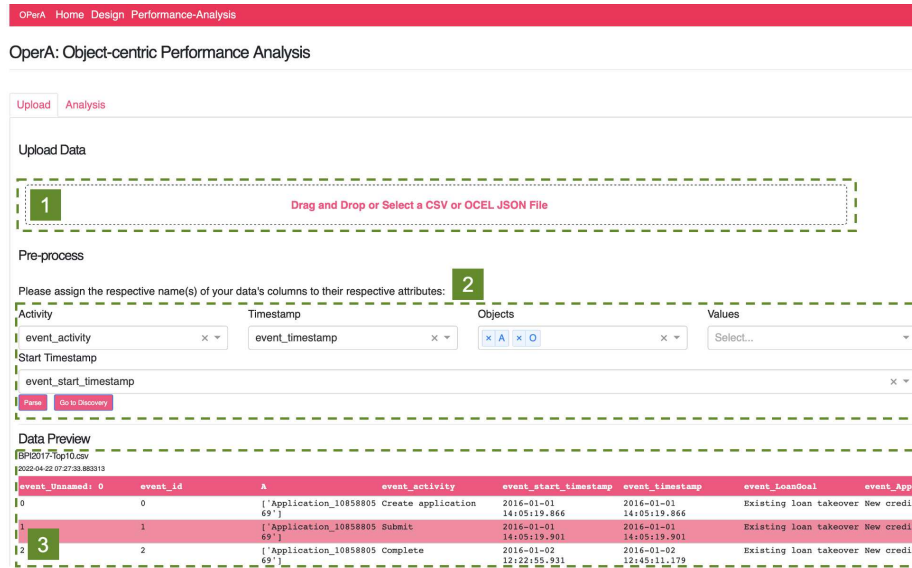 OPerA Home Design Performance-Analysis
OperA: Object-centric Performance Analysis
Upload Analysis
Upload Data
1
Drag and Drop or Select a CSV or OCEL JSON File
Pre-process
Please assign the respective name(s) of your data's columns to their respective attributes:
2
Activity Timestamp Objects Values
event_activity × event_timestamp × × A × O × Select...
Start Timestamp
event_start_timestamp ×
Parse Go to Discovery
Data Preview
BPI2017-Top10.csv
2022-04-22 07:27:33.883313
event_Unnamed: 0 event_id A event_activity event_start_timestamp event_timestamp event_LoanGoal event_App
0 0 ['Application_10858805 Create application 2016-01-01 2016-01-01 Existing loan takeover New credi
69'] 14:05:19.866 14:05:19.866
1 1 ['Application_10858805 Submit 2016-01-01 2016-01-01 Existing loan takeover New credi
69'] 14:05:19.901 14:05:19.901
2 2 ['Application_10858805 Complete 2016-01-02 2016-01-02 Existing loan takeover New credi
3
69'] 12:22:55.931 12:45:11.179